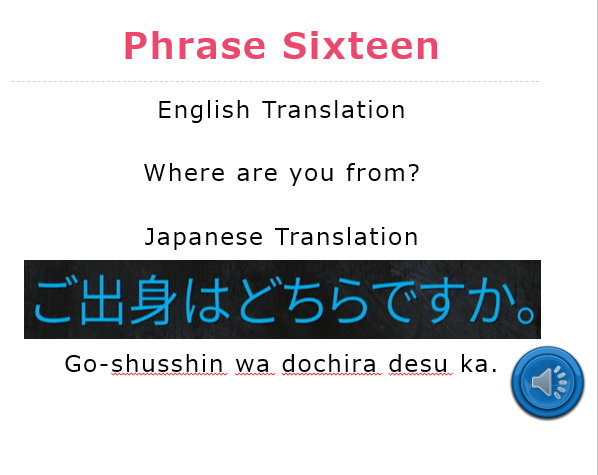 Phrase Sixteen
English Translation
Where are you from?
Japanese Translation
ご出身はどちらですか。
Go-shusshin wa dochira desu ka.